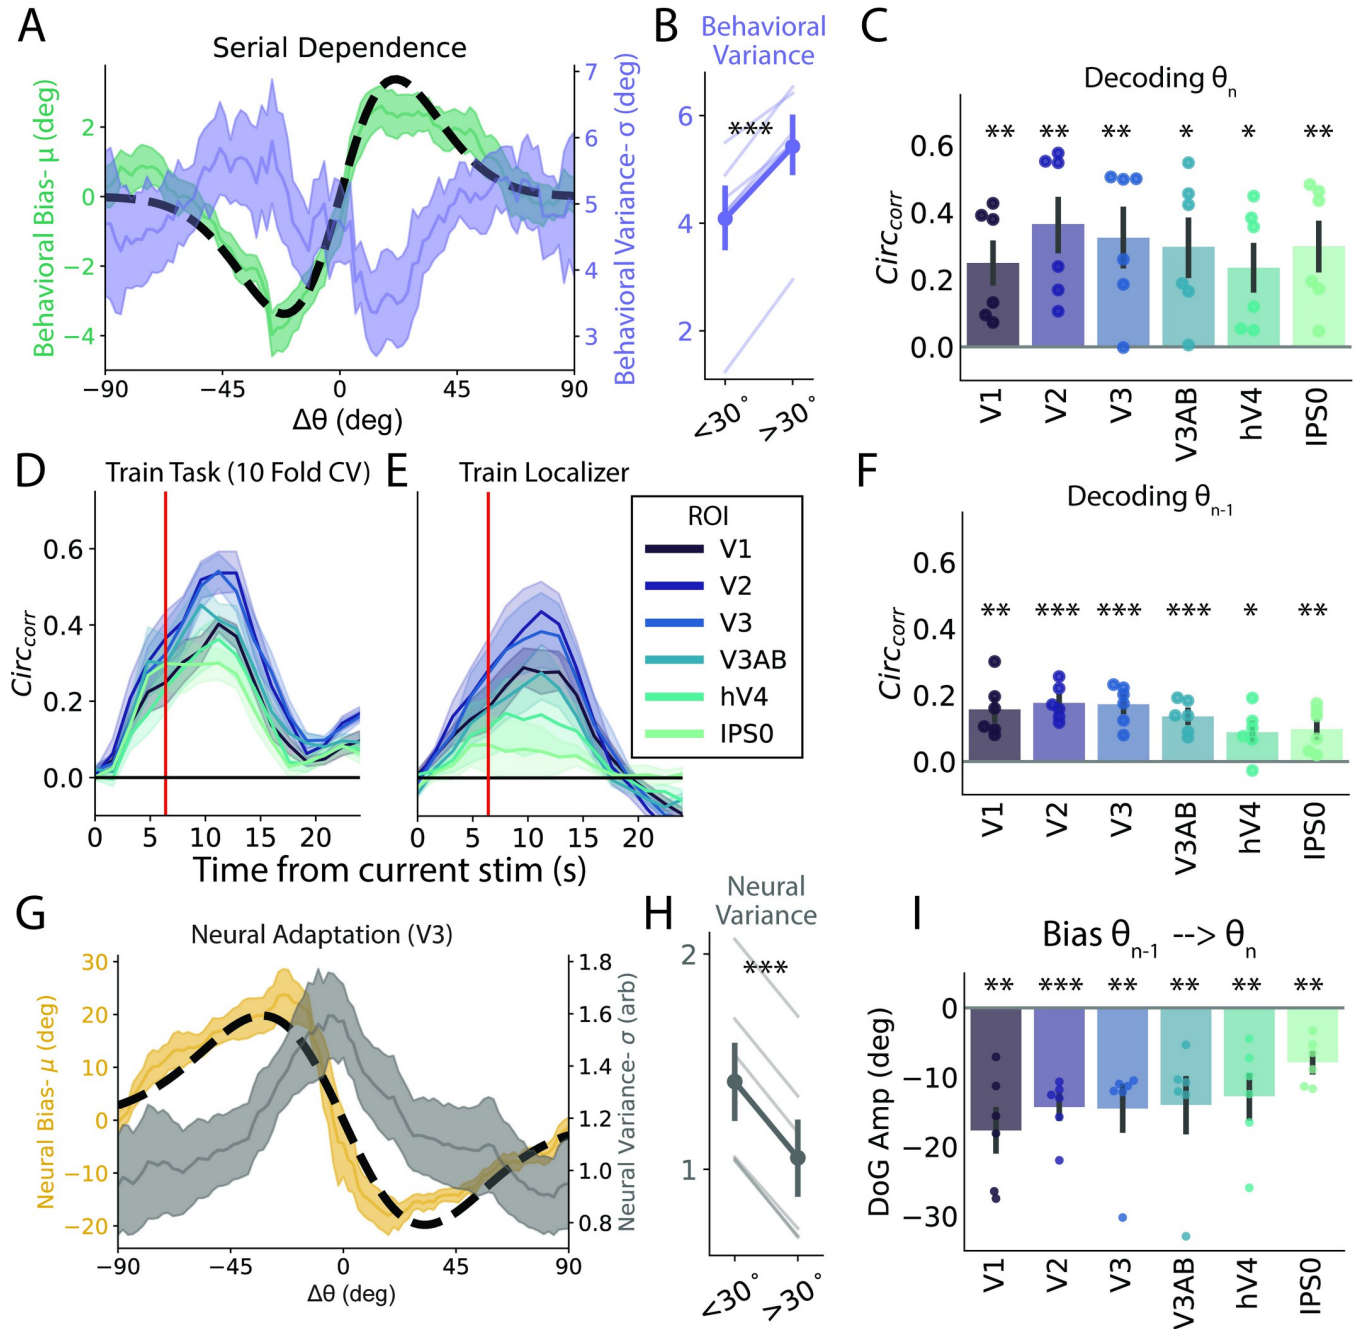 A
Serial Dependence
Behavioral Bias- μ (deg)
2
0
−2
−4
7
6
5
4
3
Behavioral Variance- σ (deg)
−90
−45
0
45
90
Δθ (deg)
B
Behavioral
Variance
***
6
4
2
<30°
>30°
C
Decoding θn
** ** ** * * **
Circcorr
0.6
0.4
0.2
0.0
V1
V2
V3
V3AB
hV4
IPS0
D
Train Task (10 Fold CV)
Circcorr
0.6
0.4
0.2
0.0
0 5 10 15 20
E
Train Localizer
0 5 10 15 20
Time from current stim (s)
ROI
V1
V2
V3
V3AB
hV4
IPS0
F
Decoding θn-1
** *** *** *** * **
Circcorr
0.6
0.4
0.2
0.0
V1
V2
V3
V3AB
hV4
IPS0
G
Neural Adaptation (V3)
Neural Bias- μ (deg)
30
20
10
0
−10
−20
1.8
1.6
1.4
1.2
1.0
0.8
Neural Variance- σ (arb)
−90
−45
0
45
90
Δθ (deg)
H
Neural
Variance
***
2
1
<30°
>30°
I
Bias θn-1 --> θn
** *** ** ** ** **
DoG Amp (deg)
0
−10
−20
−30
V1
V2
V3
V3AB
hV4
IPS0